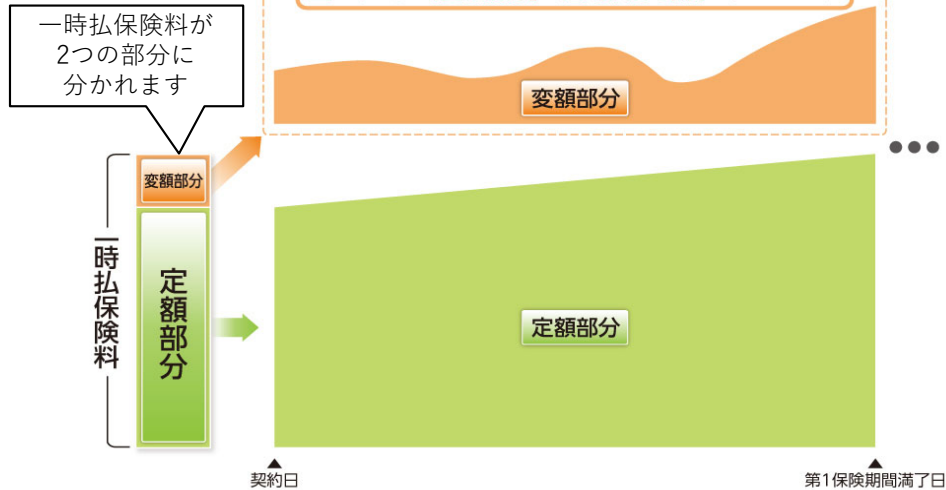 一時払保険料が
2つの部分に
分かれます
変額部分
変額部分
一時払保険料
定額部分
定額部分
契約日
第1保険期間満了日